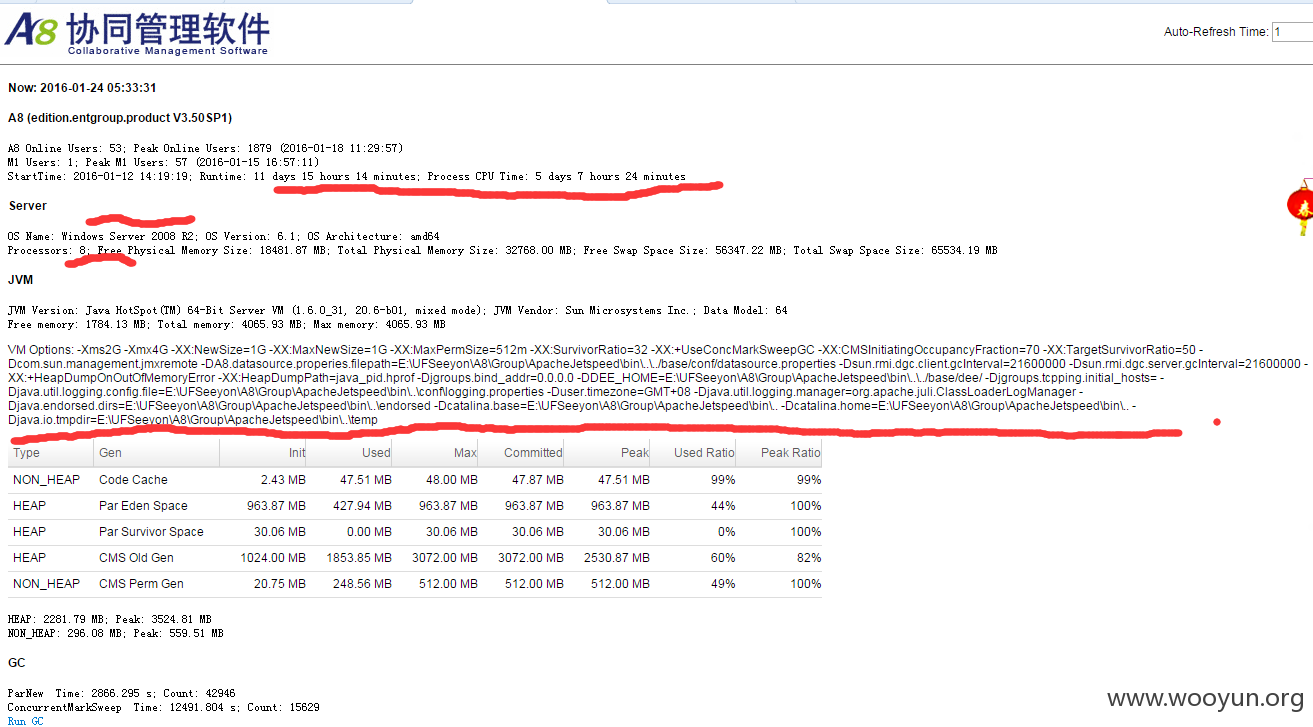 A8 协同管理软件
Collaborative Management Software
Auto-Refresh Time: 1
Now: 2016-01-24 05:33:31
A8 (edition.entgroup.product V3.50SP1)
A8 Online Users: 53; Peak Online Users: 1879 (2016-01-18 11:29:57)
M1 Users: 1; Peak M1 Users: 57 (2016-01-15 16:57:11)
StartTime: 2016-01-12 14:19:19; Runtime: 11 days 15 hours 14 minutes; Process CPU Time: 5 days 7 hours 24 minutes
Server
OS Name: Windows Server 2008 R2; OS Version: 6.1; OS Architecture: amd64
Processors: 8; Free Physical Memory Size: 18481.87 MB; Total Physical Memory Size: 32768.00 MB; Free Swap Space Size: 56347.22 MB; Total Swap Space Size: 65534.19 MB
春
JVM
JVM Version: Java HotSpot(TM) 64-Bit Server VM (1.6.0_31, 20.6-b01, mixed mode); JVM Vendor: Sun Microsystems Inc.; Data Model: 64
Free memory: 1784.13 MB; Total memory: 4065.93 MB; Max memory: 4065.93 MB
VM Options: -Xms2G -Xmx4G -XX:NewSize=1G -XX:MaxNewSize=1G -XX:MaxPermSize=512m -XX:SurvivorRatio=32 -XX:+UseConcMarkSweepGC -XX:CMSInitiatingOccupancyFraction=70 -XX:TargetSurvivorRatio=50 -
Dcom.sun.management.jmxremote -DA8.datasource.properies.filepath=E:\UFSeeyon\A8\Group\ApacheJetspeed\bin\..\../base/conf/datasource.properties -Dsun.rmi.dgc.client.gcInterval=21600000 -Dsun.rmi.dgc.server.gcInterval=21600000 -
XX:+HeapDumpOnOutOfMemoryError -XX:HeapDumpPath=java_pid.hprof -Djgroups.bind_addr=0.0.0.0 -DDEE_HOME=E:\UFSeeyon\A8\Group\ApacheJetspeed\bin\..\../base/dee/ -Djgroups.tcpping.initial_hosts= -
Djava.util.logging.config.file=E:\UFSeeyon\A8\Group\ApacheJetspeed\bin\..\conf\logging.properties -Duser.timezone=GMT+08 -Djava.util.logging.manager=org.apache.juli.ClassLoaderLogManager -
Djava.endorsed.dirs=E:\UFSeeyon\A8\Group\ApacheJetspeed\bin\..\endorsed -Dcatalina.base=E:\UFSeeyon\A8\Group\ApacheJetspeed\bin\.. -Dcatalina.home=E:\UFSeeyon\A8\Group\ApacheJetspeed\bin\.. -
Djava.io.tmpdir=E:\UFSeeyon\A8\Group\ApacheJetspeed\bin\..\temp
Type Gen Init Used Max Committed Peak Used Ratio Peak Ratio
NON_HEAP Code Cache 2.43 MB 47.51 MB 48.00 MB 47.87 MB 47.51 MB 99% 99%
HEAP Par Eden Space 963.87 MB 427.94 MB 963.87 MB 963.87 MB 963.87 MB 44% 100%
HEAP Par Survivor Space 30.06 MB 0.00 MB 30.06 MB 30.06 MB 30.06 MB 0% 100%
HEAP CMS Old Gen 1024.00 MB 1853.85 MB 3072.00 MB 3072.00 MB 2530.87 MB 60% 82%
NON_HEAP CMS Perm Gen 20.75 MB 248.56 MB 512.00 MB 512.00 MB 512.00 MB 49% 100%
HEAP: 2281.79 MB; Peak: 3524.81 MB
NON_HEAP: 296.08 MB; Peak: 559.51 MB
GC
ParNew Time: 2866.295 s; Count: 42946
ConcurrentMarkSweep Time: 12491.804 s; Count: 15629
Run GC
www.wooyun.org